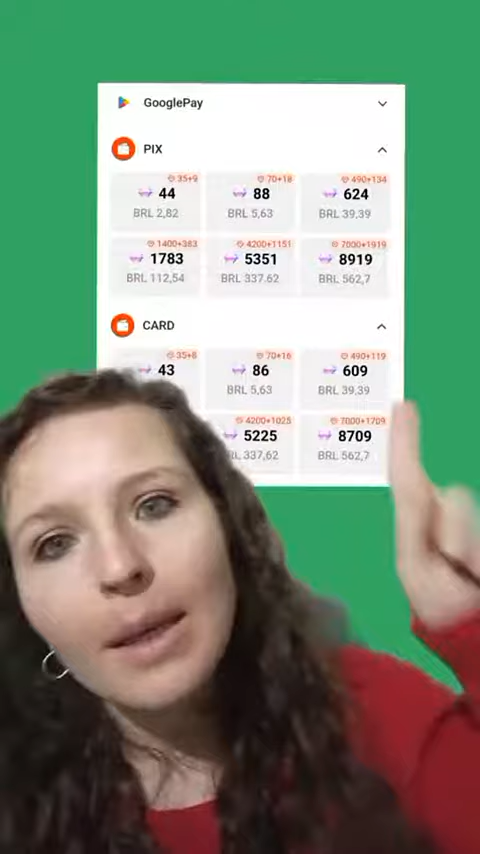 GooglePay
PIX
35+9 70+18 490+134
44 88 624
BRL 2,82 BRL 5,63 BRL 39,39
1400+383 4200+1151 7000+1919
1783 5351 8919
BRL 112,54 BRL 337.62 BRL 562,7
CARD
35+8 70+16 490+119
43 86 609
BRL 5,63 BRL 39,39
4200+1025 7000+1709
5225 8709
BRL 337,62 BRL 562,7